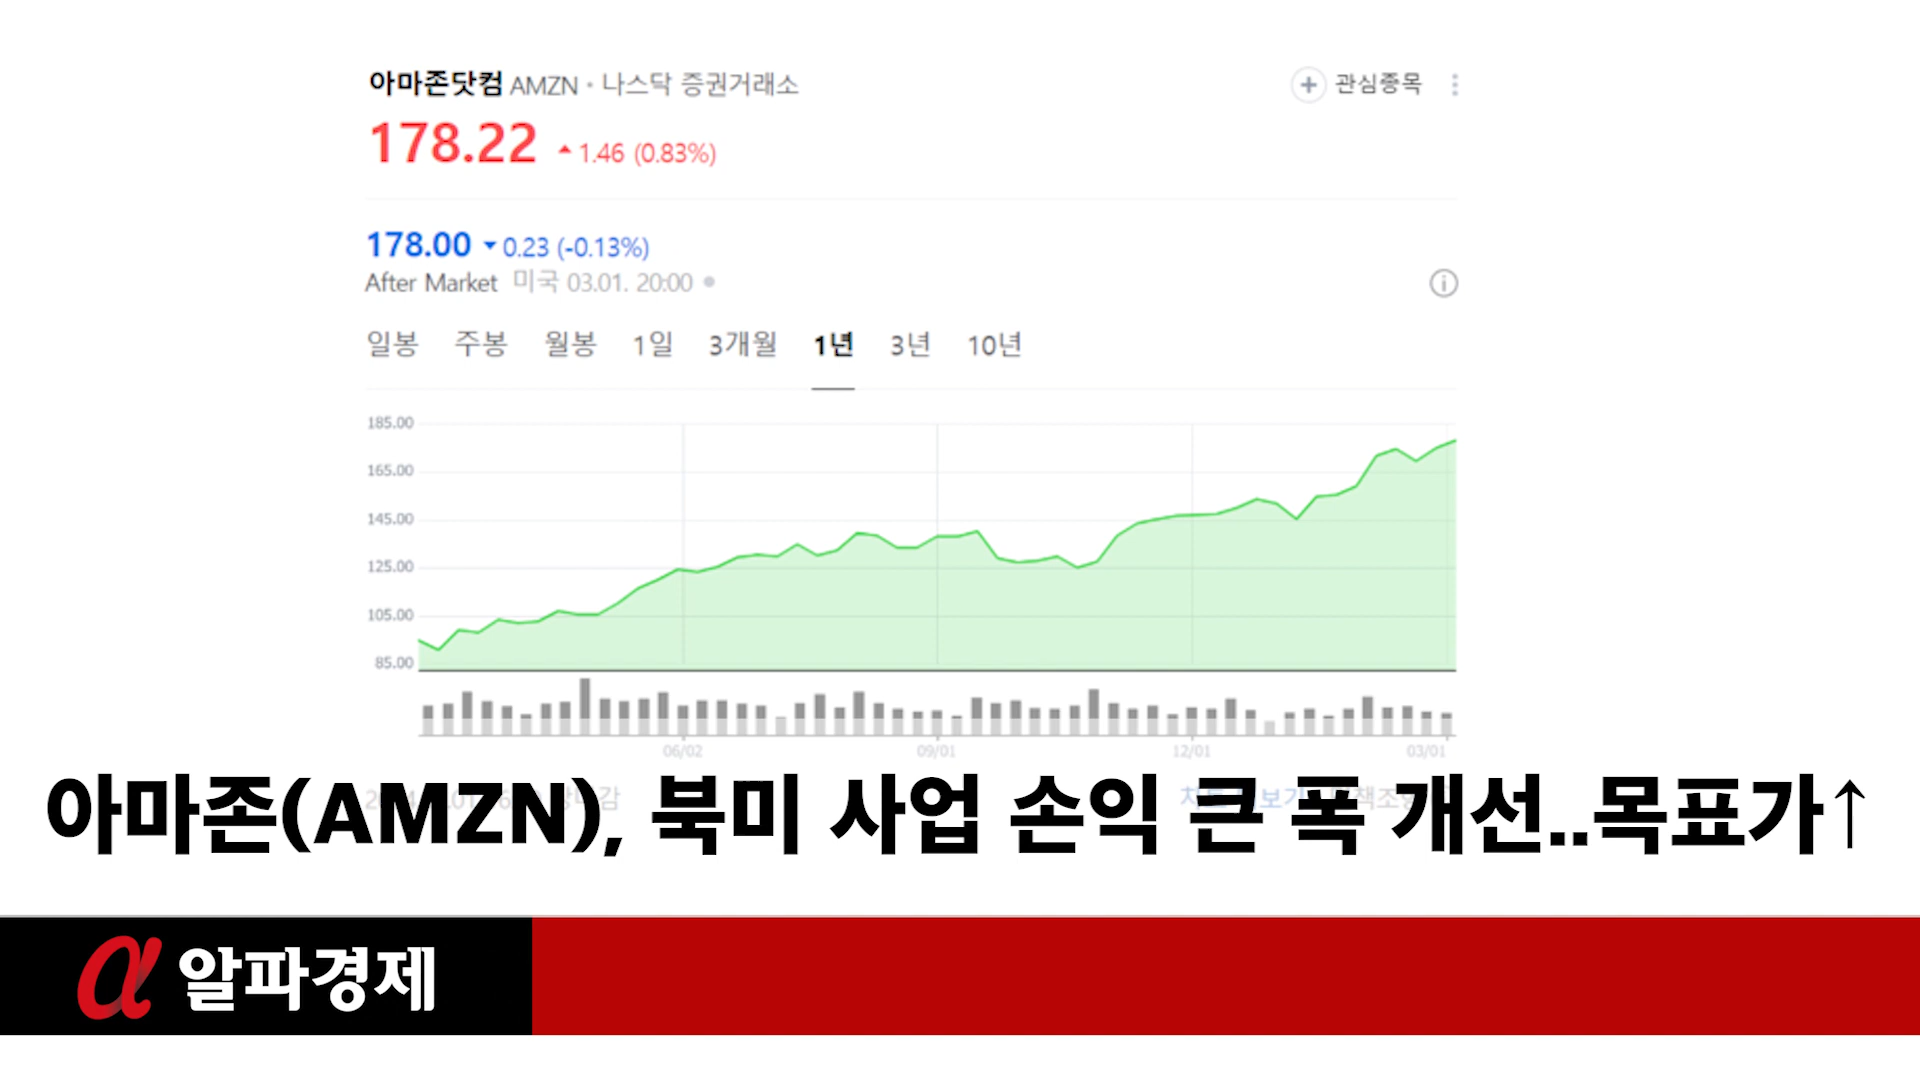 아마존닷컴 AMZN · 나스닥 증권거래소
+ 관심종목
178.22 ▲ 1.46 (0.83%)
178.00 ▼ 0.23 (-0.13%)
After Market 미국 03.01. 20:00
일봉 주봉 월봉 1일 3개월 1년 3년 10년
185.00
165.00
145.00
125.00
105.00
85.00
06/02 09/01 12/01 03/01
아마존(AMZN), 북미 사업 손익 큰 폭 개선..목표가↑
알파경제